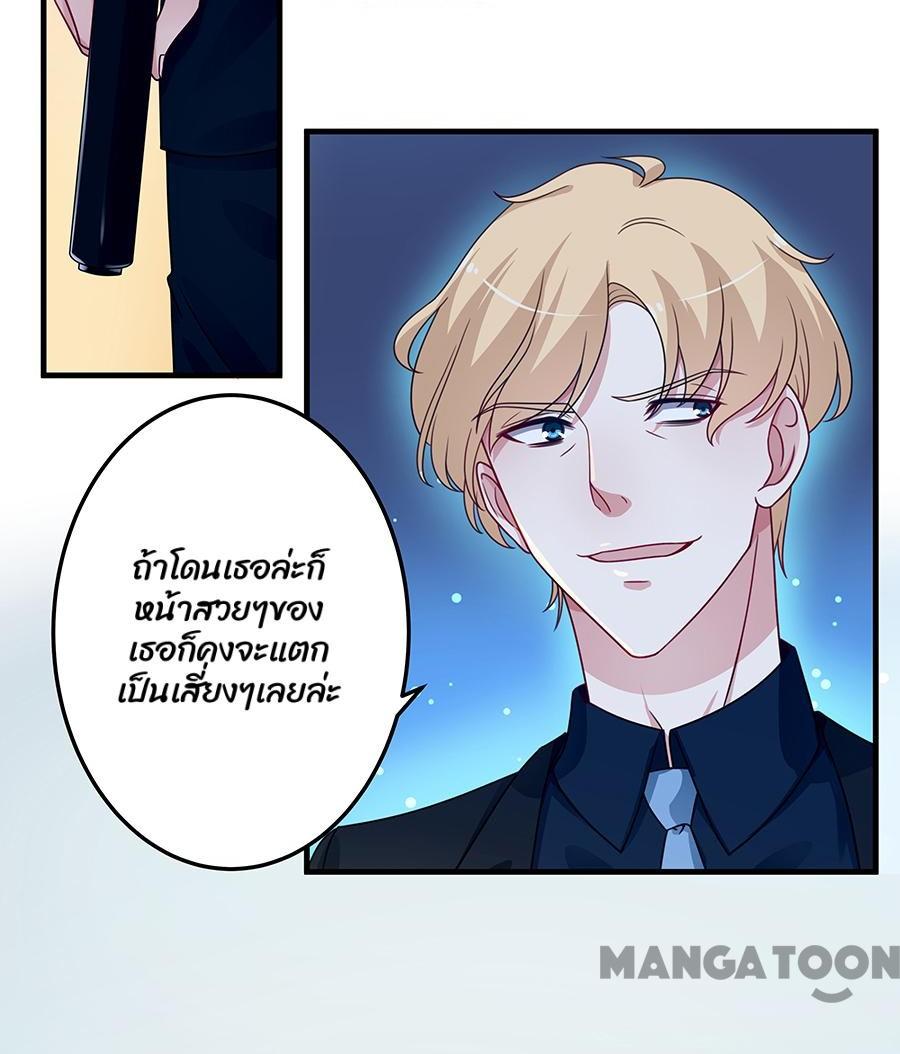 ถ้าโดนเธอล่ะก็
หน้าสวยๆของ
เธอก็คงจะแตก
เป็นเสี่ยงๆเลยล่ะ
MANGATOON